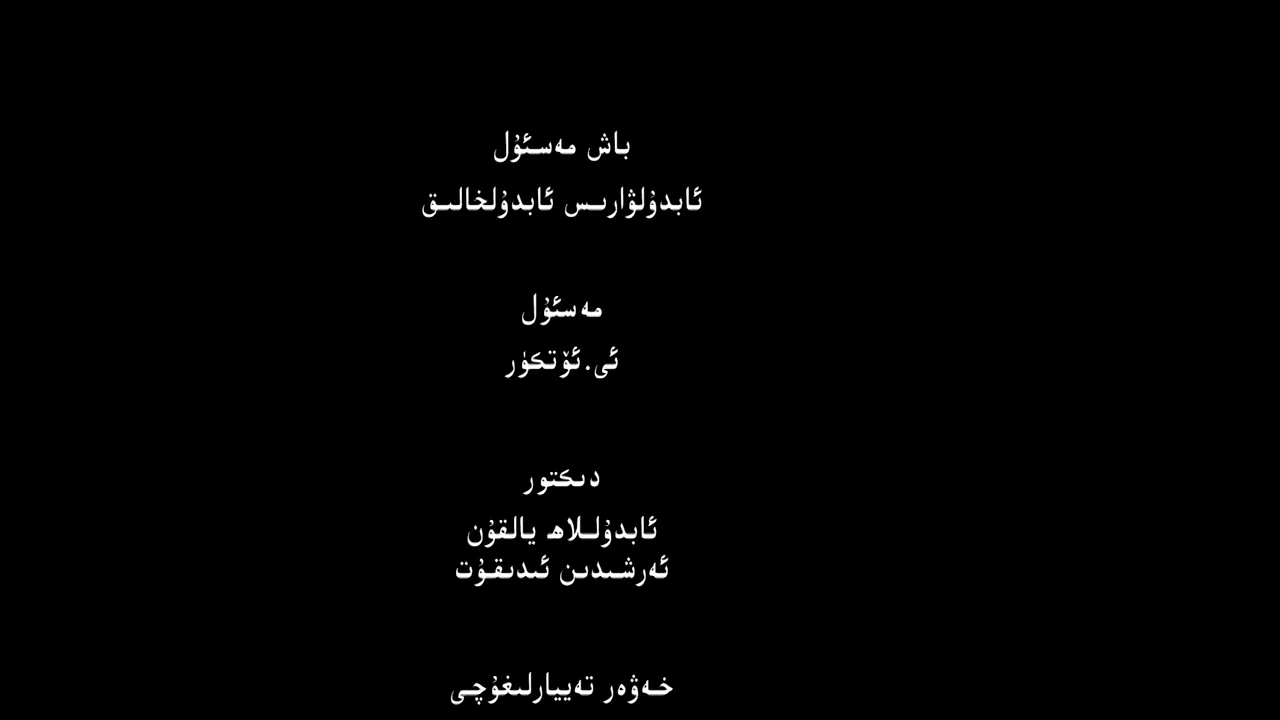 باش مەسئۇل
ئابدۇلۋارىس ئابدۇلخالىق
مەسئۇل
ئى.ئۆتكۈر
دىكتور
ئابدۇللاھ يالقۇن
ئەرشىدىن ئىدىقۇت
خەۋەر تەييارلىغۇچى